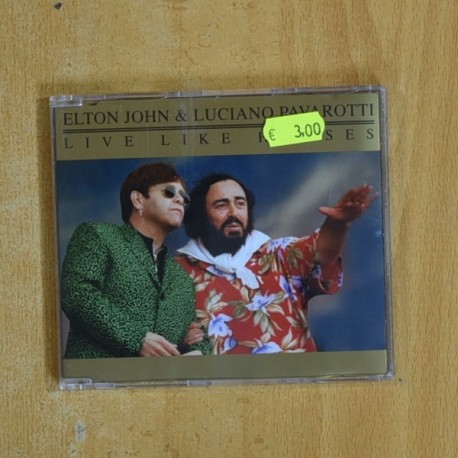 ELTON JOHN & LUCIANO PAVAROTTI
LIVE LIKE
€ 3,00